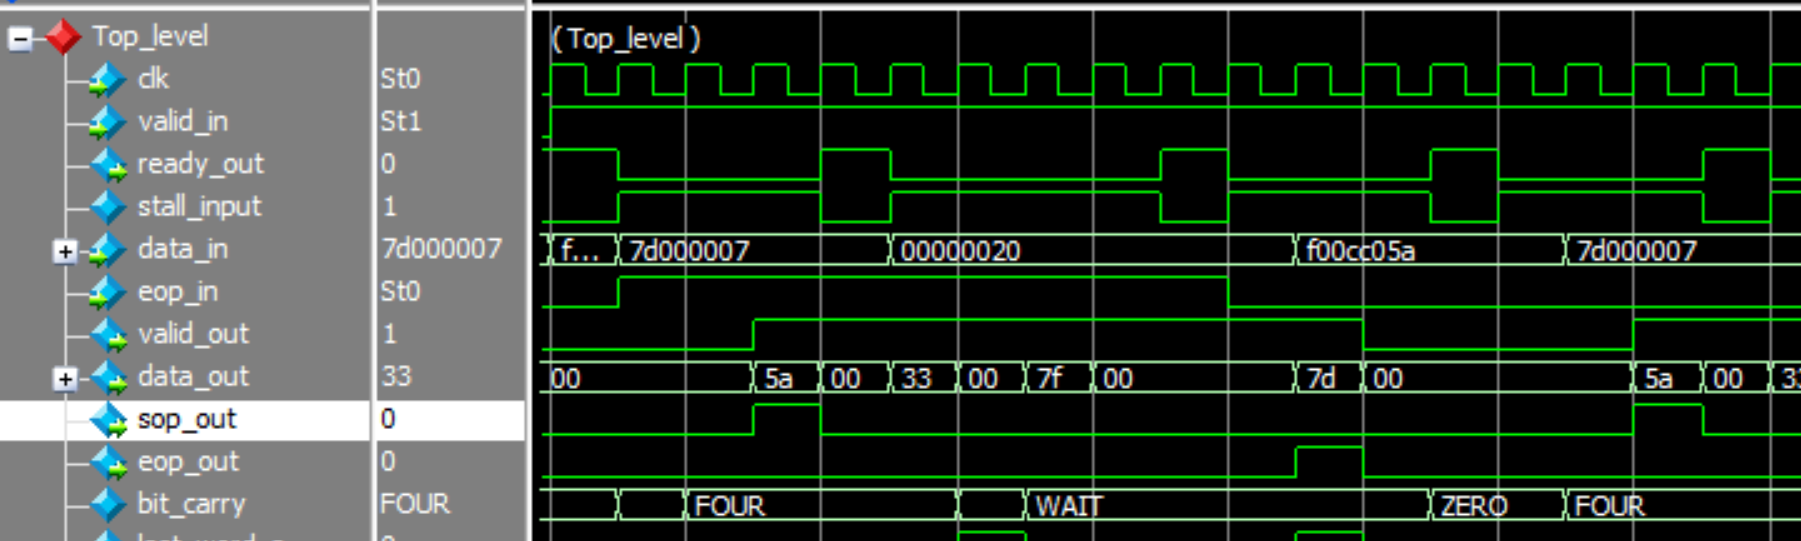 Top_level (Top_level)
clk St0
valid_in St1
ready_out 0
stall_input 1
data_in 7d000007 f... 7d000007 00000020 f00cc05a 7d000007
eop_in St0
valid_out 1
data_out 33 00 5a 00 33 00 7f 00 7d 00 5a 00 33
sop_out 0
eop_out 0
bit_carry FOUR FOUR WAIT ZERO FOUR